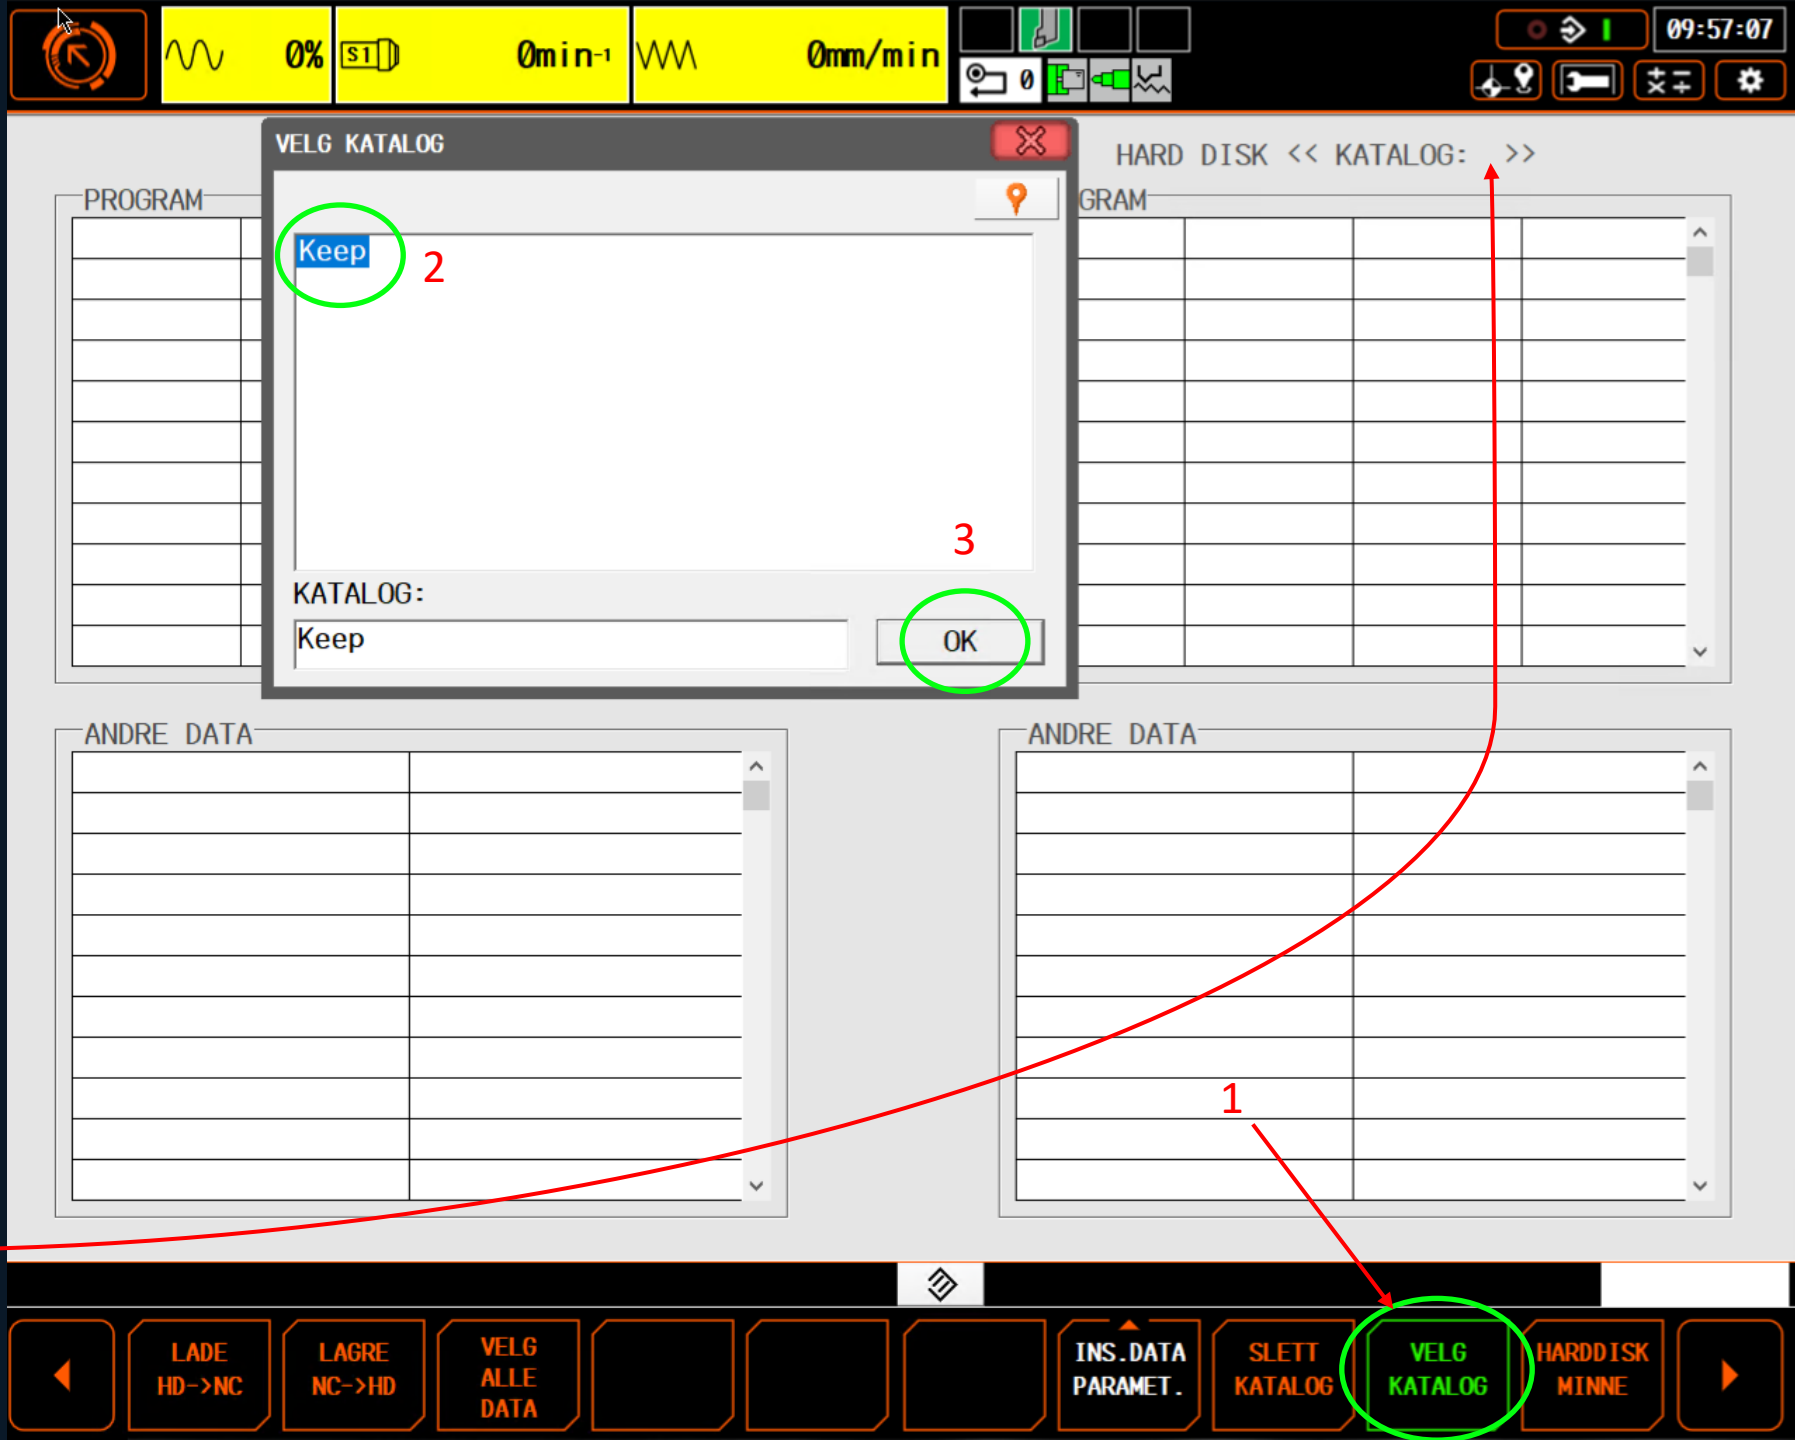 0%
S1
0min-1
0mm/min
0
09:57:07
VELG KATALOG
HARD DISK << KATALOG:  >>
PROGRAM
GRAM
Keep
2
3
KATALOG:
Keep
OK
ANDRE DATA
ANDRE DATA
1
LADE
HD->NC
LAGRE
NC->HD
VELG
ALLE
DATA
INS.DATA
PARAMET.
SLETT
KATALOG
VELG
KATALOG
HARDDISK
MINNE